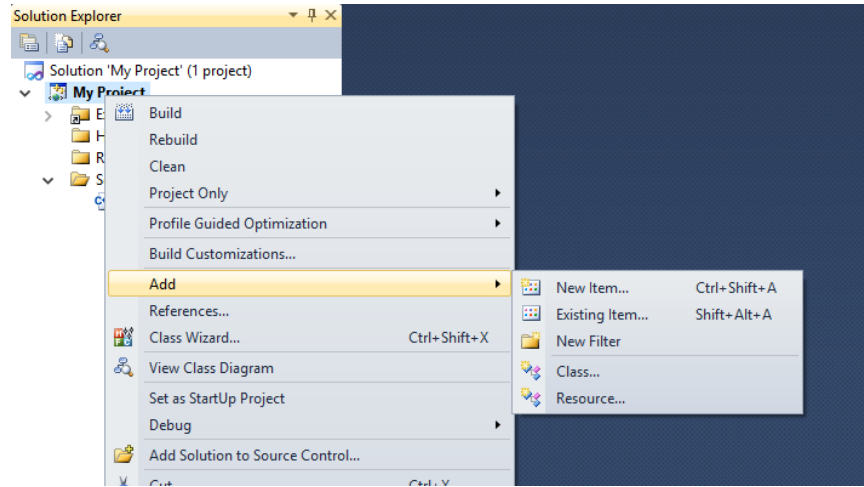 Solution Explorer
Solution 'My Project' (1 project)
My Project
Build
Rebuild
Clean
Project Only
Profile Guided Optimization
Build Customizations...
Add
New Item... Ctrl+Shift+A
References...
Existing Item... Shift+Alt+A
Class Wizard... Ctrl+Shift+X
New Filter
View Class Diagram
Class...
Set as StartUp Project
Resource...
Debug
Add Solution to Source Control...
Cut Ctrl+X